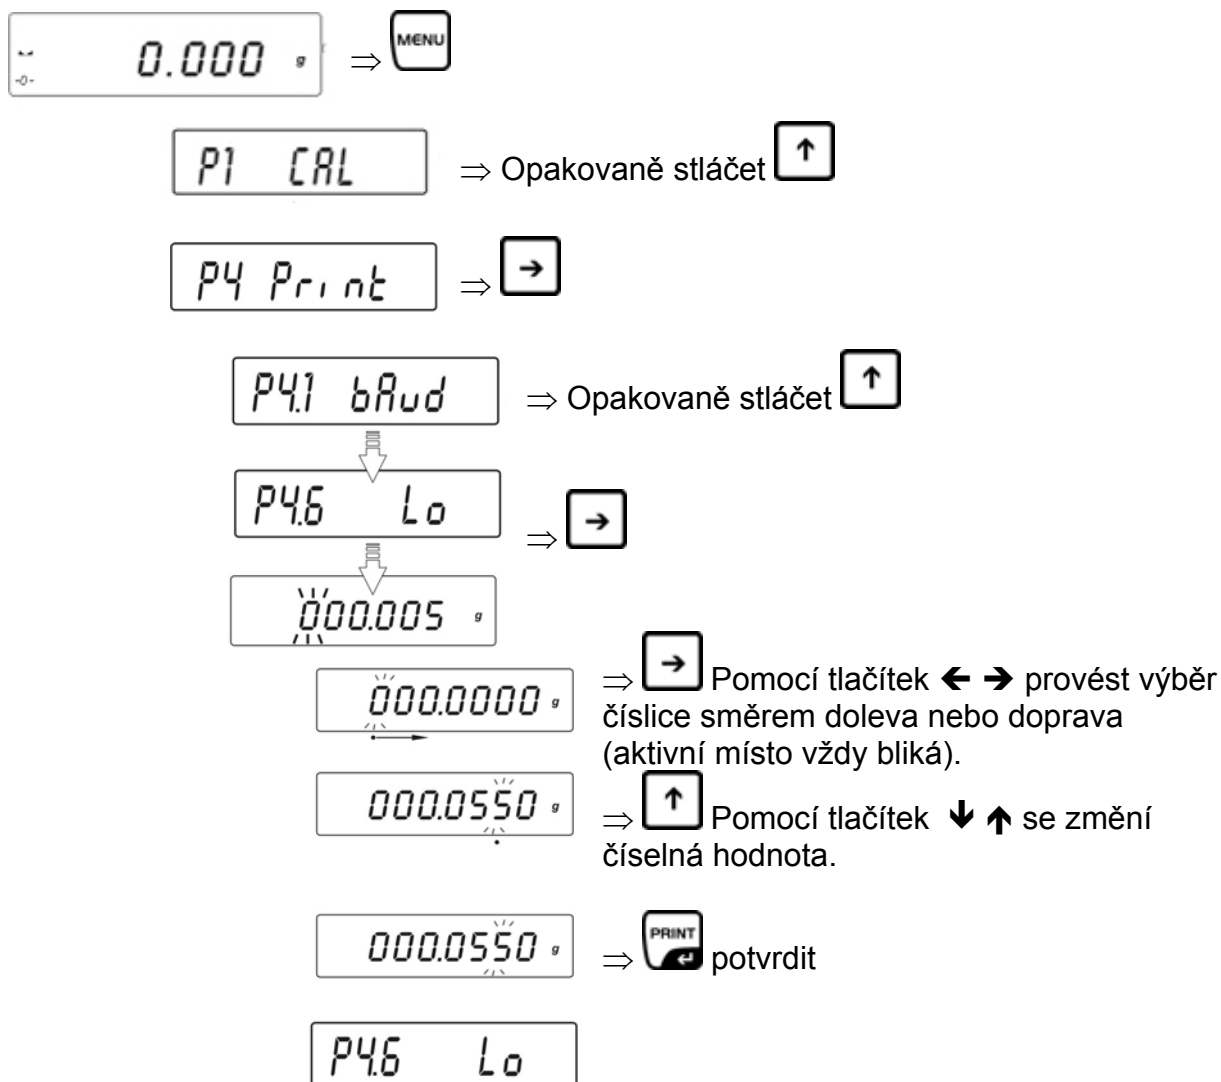 0.000 g ⇒ MENU
-0-
P1 CAL ⇒ Opakovaně stláčet ↑
P4 Print ⇒ →
P4.1 bAud ⇒ Opakovaně stláčet ↑
P4.6 Lo ⇒ →
000.005 g
000.0000 g ⇒ → Pomocí tlačítek ← → provést výběr
číslice směrem doleva nebo doprava
(aktivní místo vždy bliká).
000.0550 g ⇒ ↑ Pomocí tlačítek ↓ ↑ se změní
číselná hodnota.
000.0550 g ⇒ PRINT ↵ potvrdit
P4.6 Lo